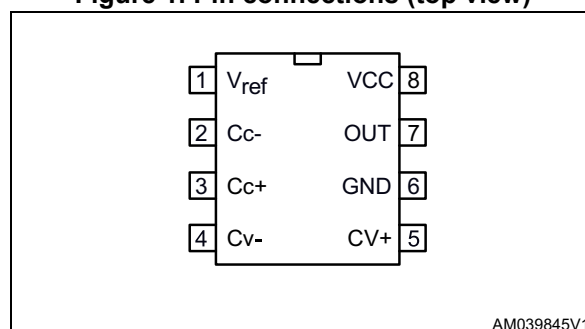 Figure 1. Pin connections (top view)
1 Vref VCC 8
2 Cc- OUT 7
3 Cc+ GND 6
4 Cv- CV+ 5
AM039845V1